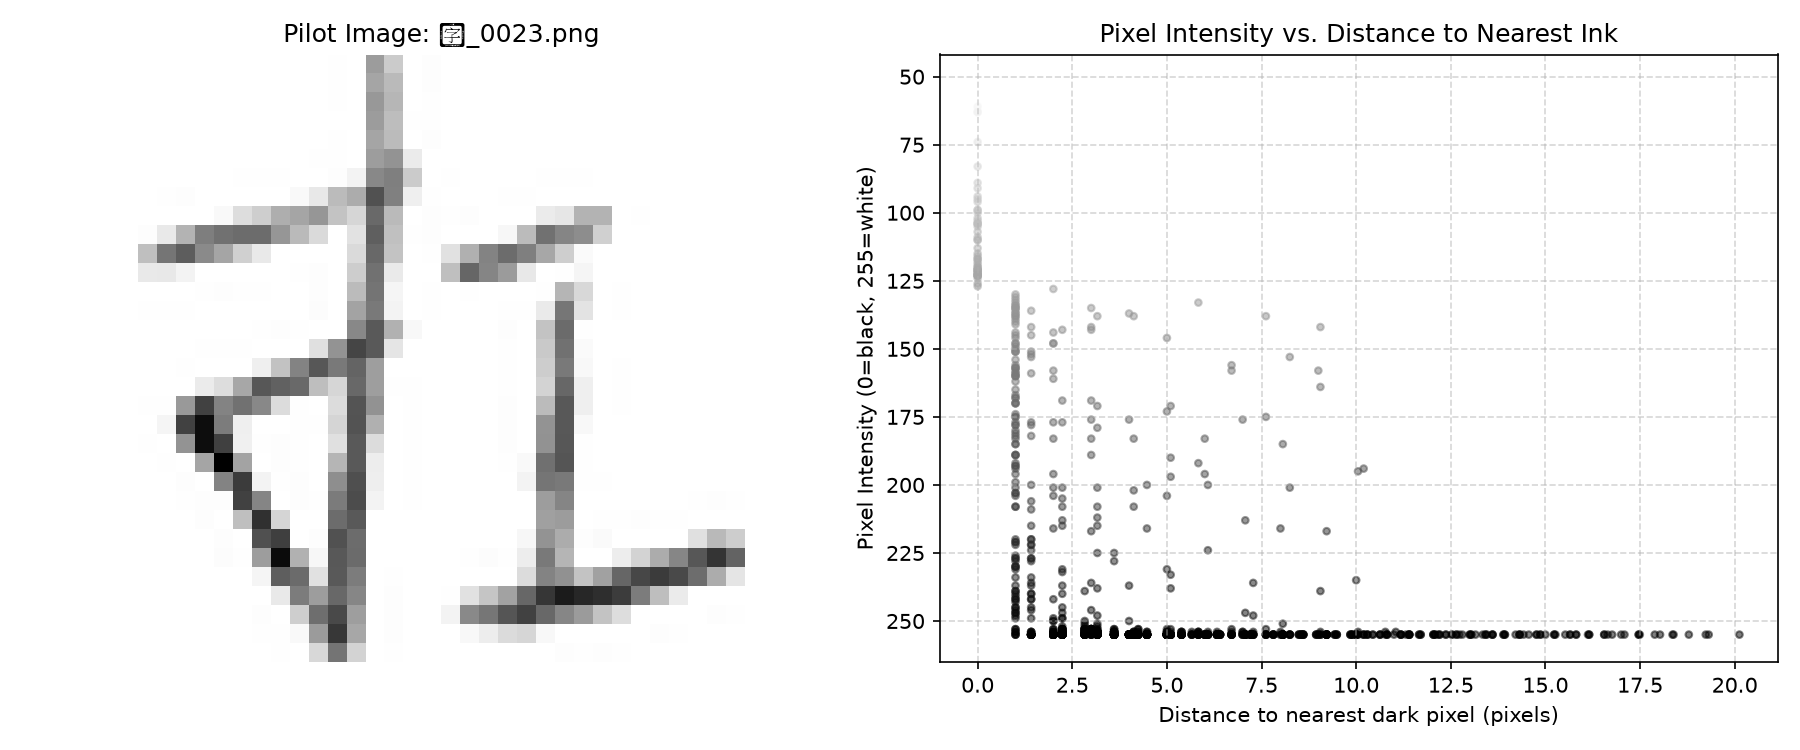 Pilot Image: _0023.png
扛
Pixel Intensity vs. Distance to Nearest Ink
Pixel Intensity (0=black, 255=white)
50
75
100
125
150
175
200
225
250
0.0 2.5 5.0 7.5 10.0 12.5 15.0 17.5 20.0
Distance to nearest dark pixel (pixels)